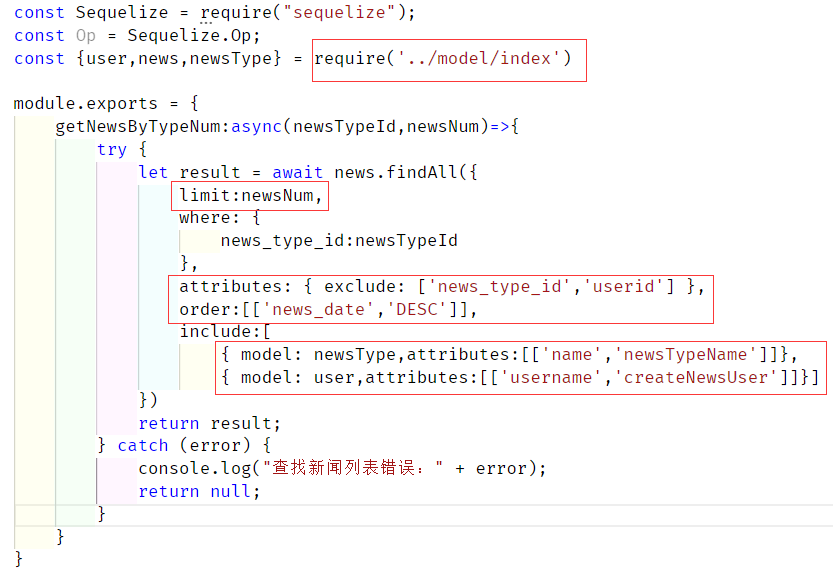 const Sequelize = require("sequelize");
const Op = Sequelize.Op;
const {user,news,newsType} = require('../model/index')
module.exports = {
getNewsByTypeNum:async(newsTypeId,newsNum)=>{
try {
let result = await news.findAll({
limit:newsNum,
where: {
news_type_id:newsTypeId
},
attributes: { exclude: ['news_type_id','userid'] },
order:[['news_date','DESC']],
include:[
{ model: newsType,attributes:[['name','newsTypeName']]},
{ model: user,attributes:[['username','createNewsUser']]}]
})
return result;
} catch (error) {
console.log("查找新闻列表错误：" + error);
return null;
}
}
}